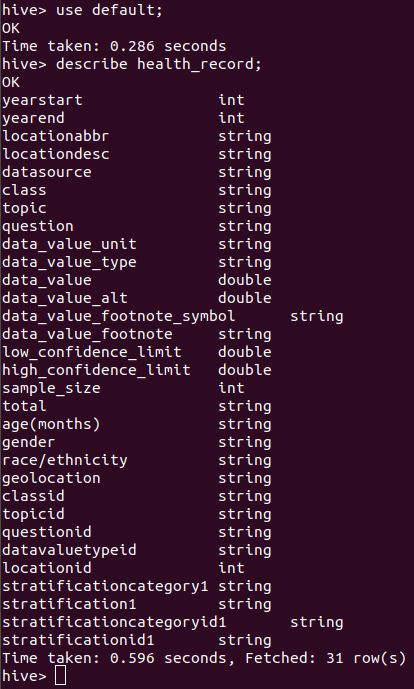 hive> use default;
OK
Time taken: 0.286 seconds
hive> describe health_record;
OK
yearstart int
yearend int
locationabbr string
locationdesc string
datasource string
class string
topic string
question string
data_value_unit string
data_value_type string
data_value double
data_value_alt double
data_value_footnote_symbol string
data_value_footnote string
low_confidence_limit double
high_confidence_limit double
sample_size int
total string
age(months) string
gender string
race/ethnicity string
geolocation string
classid string
topicid string
questionid string
datavaluetypeid string
locationid int
stratificationcategory1 string
stratification1 string
stratificationcategoryid1 string
stratificationid1 string
Time taken: 0.596 seconds, Fetched: 31 row(s)
hive>